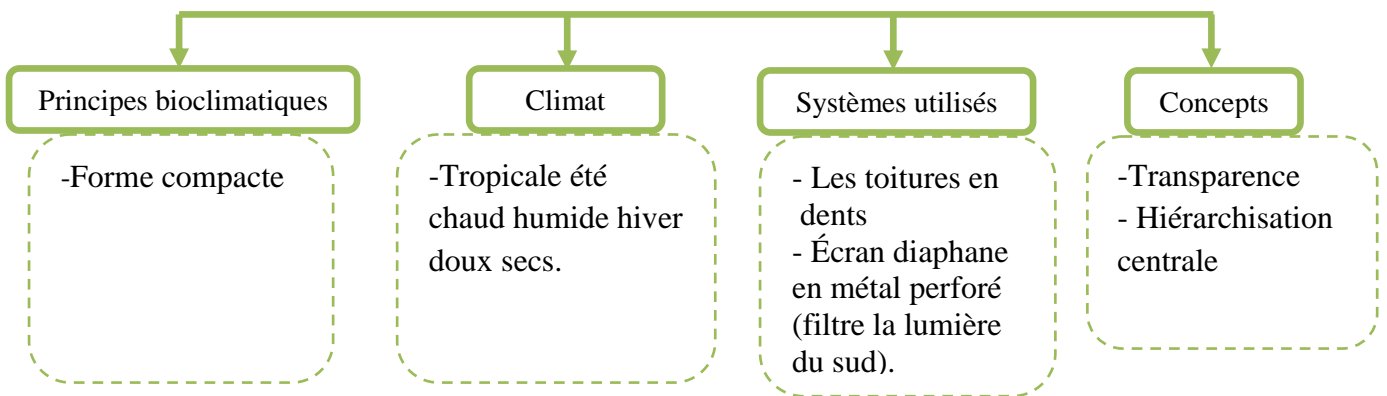 Principes bioclimatiques
-Forme compacte
Climat
-Tropicale été
chaud humide hiver
doux secs.
Systèmes utilisés
- Les toitures en
dents
- Écran diaphane
en métal perforé
(filtre la lumière
du sud).
Concepts
-Transparence
- Hiérarchisation
centrale